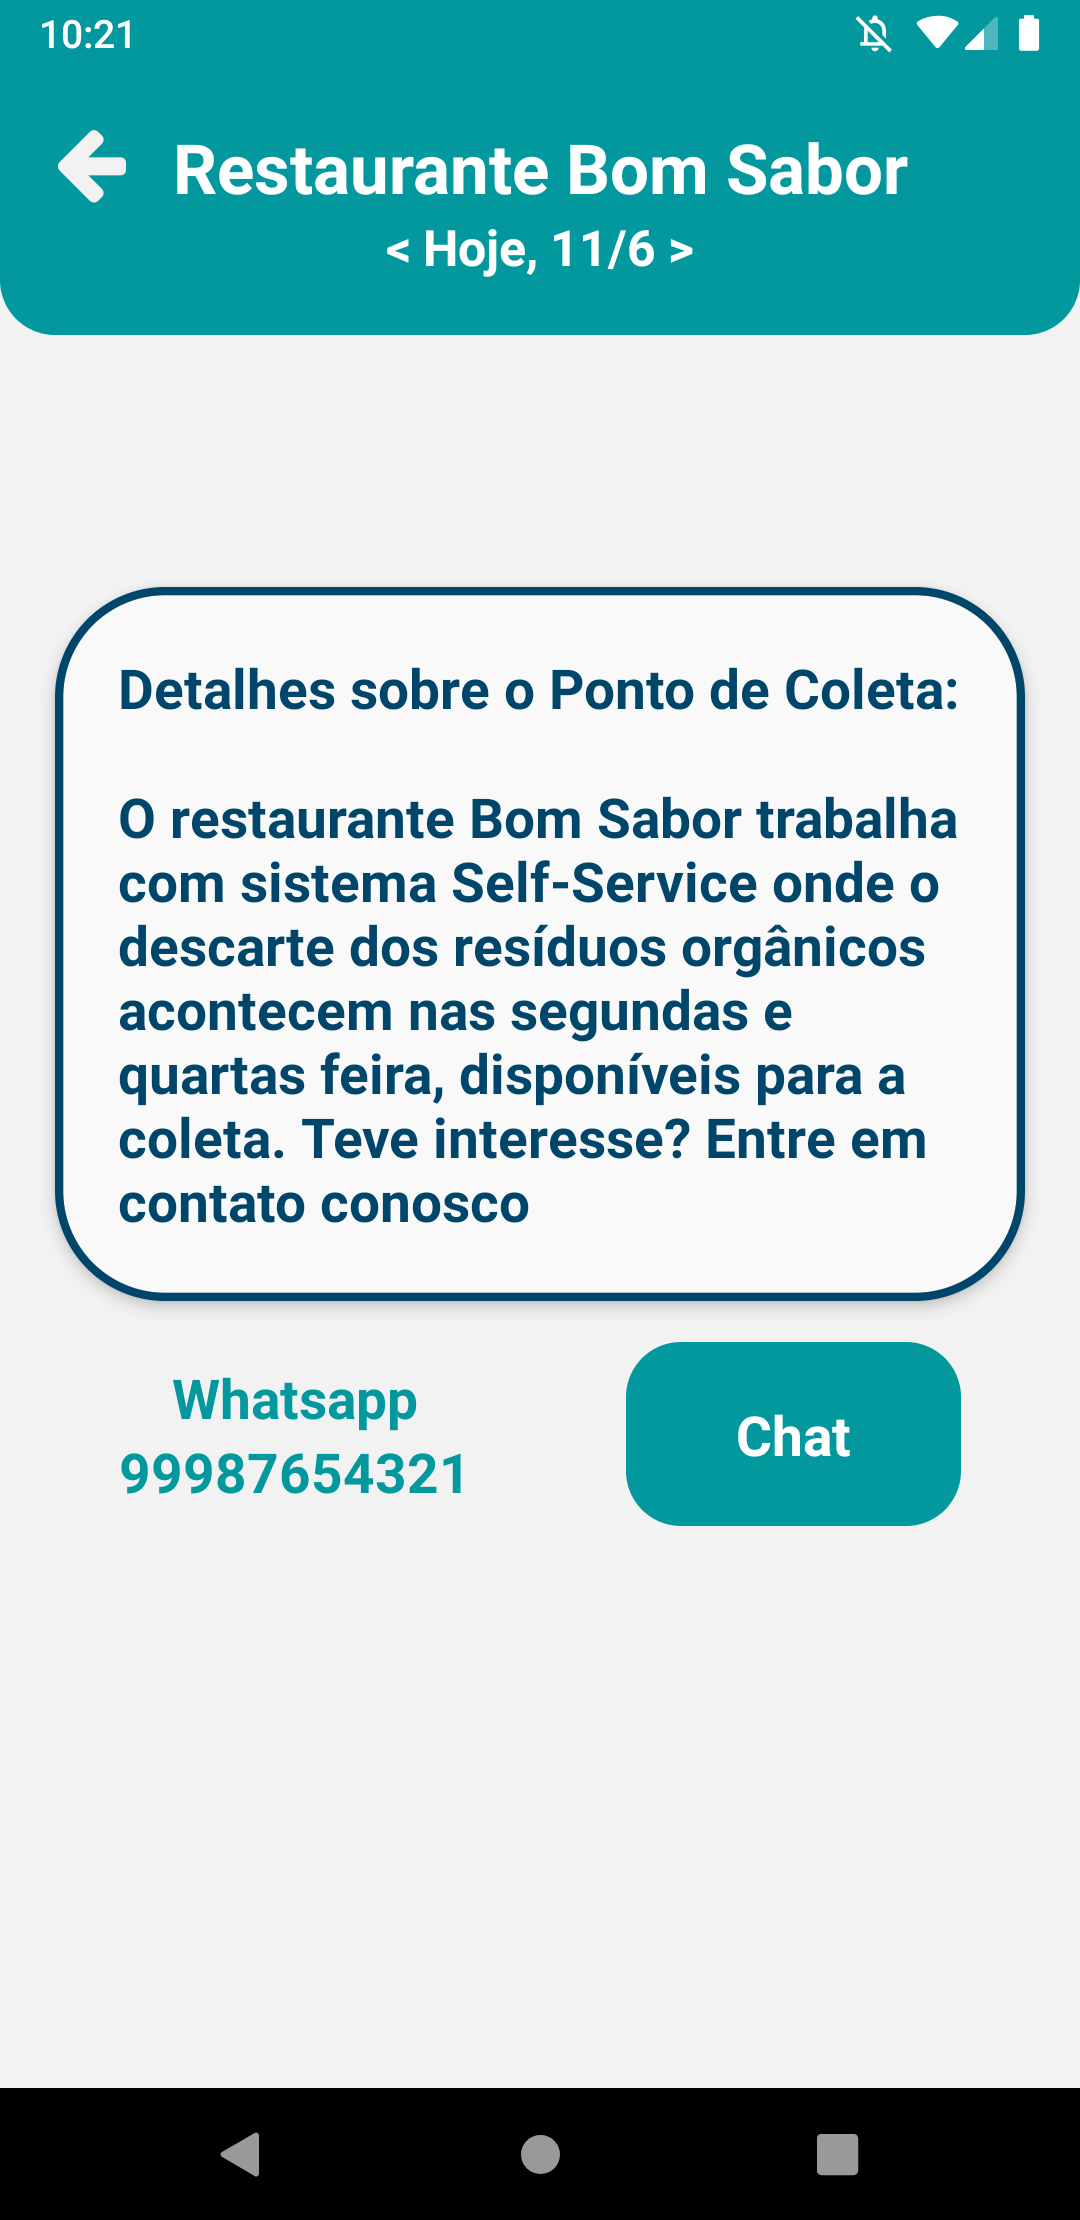 10:21
Restaurante Bom Sabor
< Hoje, 11/6 >
Detalhes sobre o Ponto de Coleta:
O restaurante Bom Sabor trabalha
com sistema Self-Service onde o
descarte dos resíduos orgânicos
acontecem nas segundas e
quartas feira, disponíveis para a
coleta. Teve interesse? Entre em
contato conosco
Whatsapp
99987654321
Chat